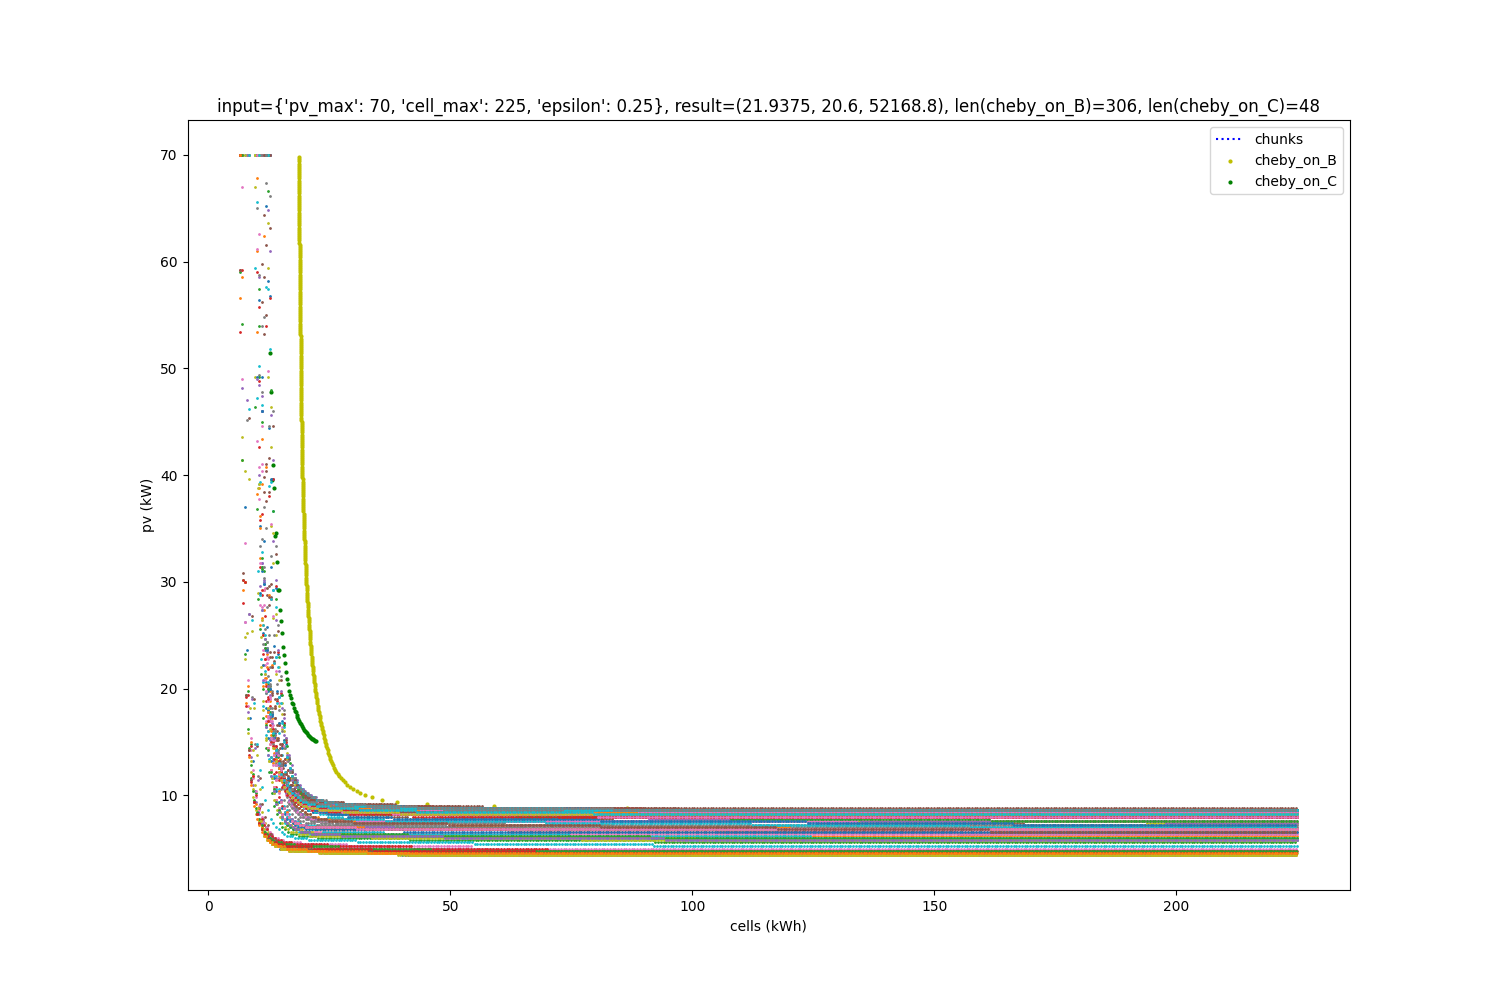 input={'pv_max': 70, 'cell_max': 225, 'epsilon': 0.25}, result=(21.9375, 20.6, 52168.8), len(cheby_on_B)=306, len(cheby_on_C)=48
chunks
cheby_on_B
cheby_on_C
70
60
50
40
30
20
10
pv (kW)
0
50
100
150
200
cells (kWh)